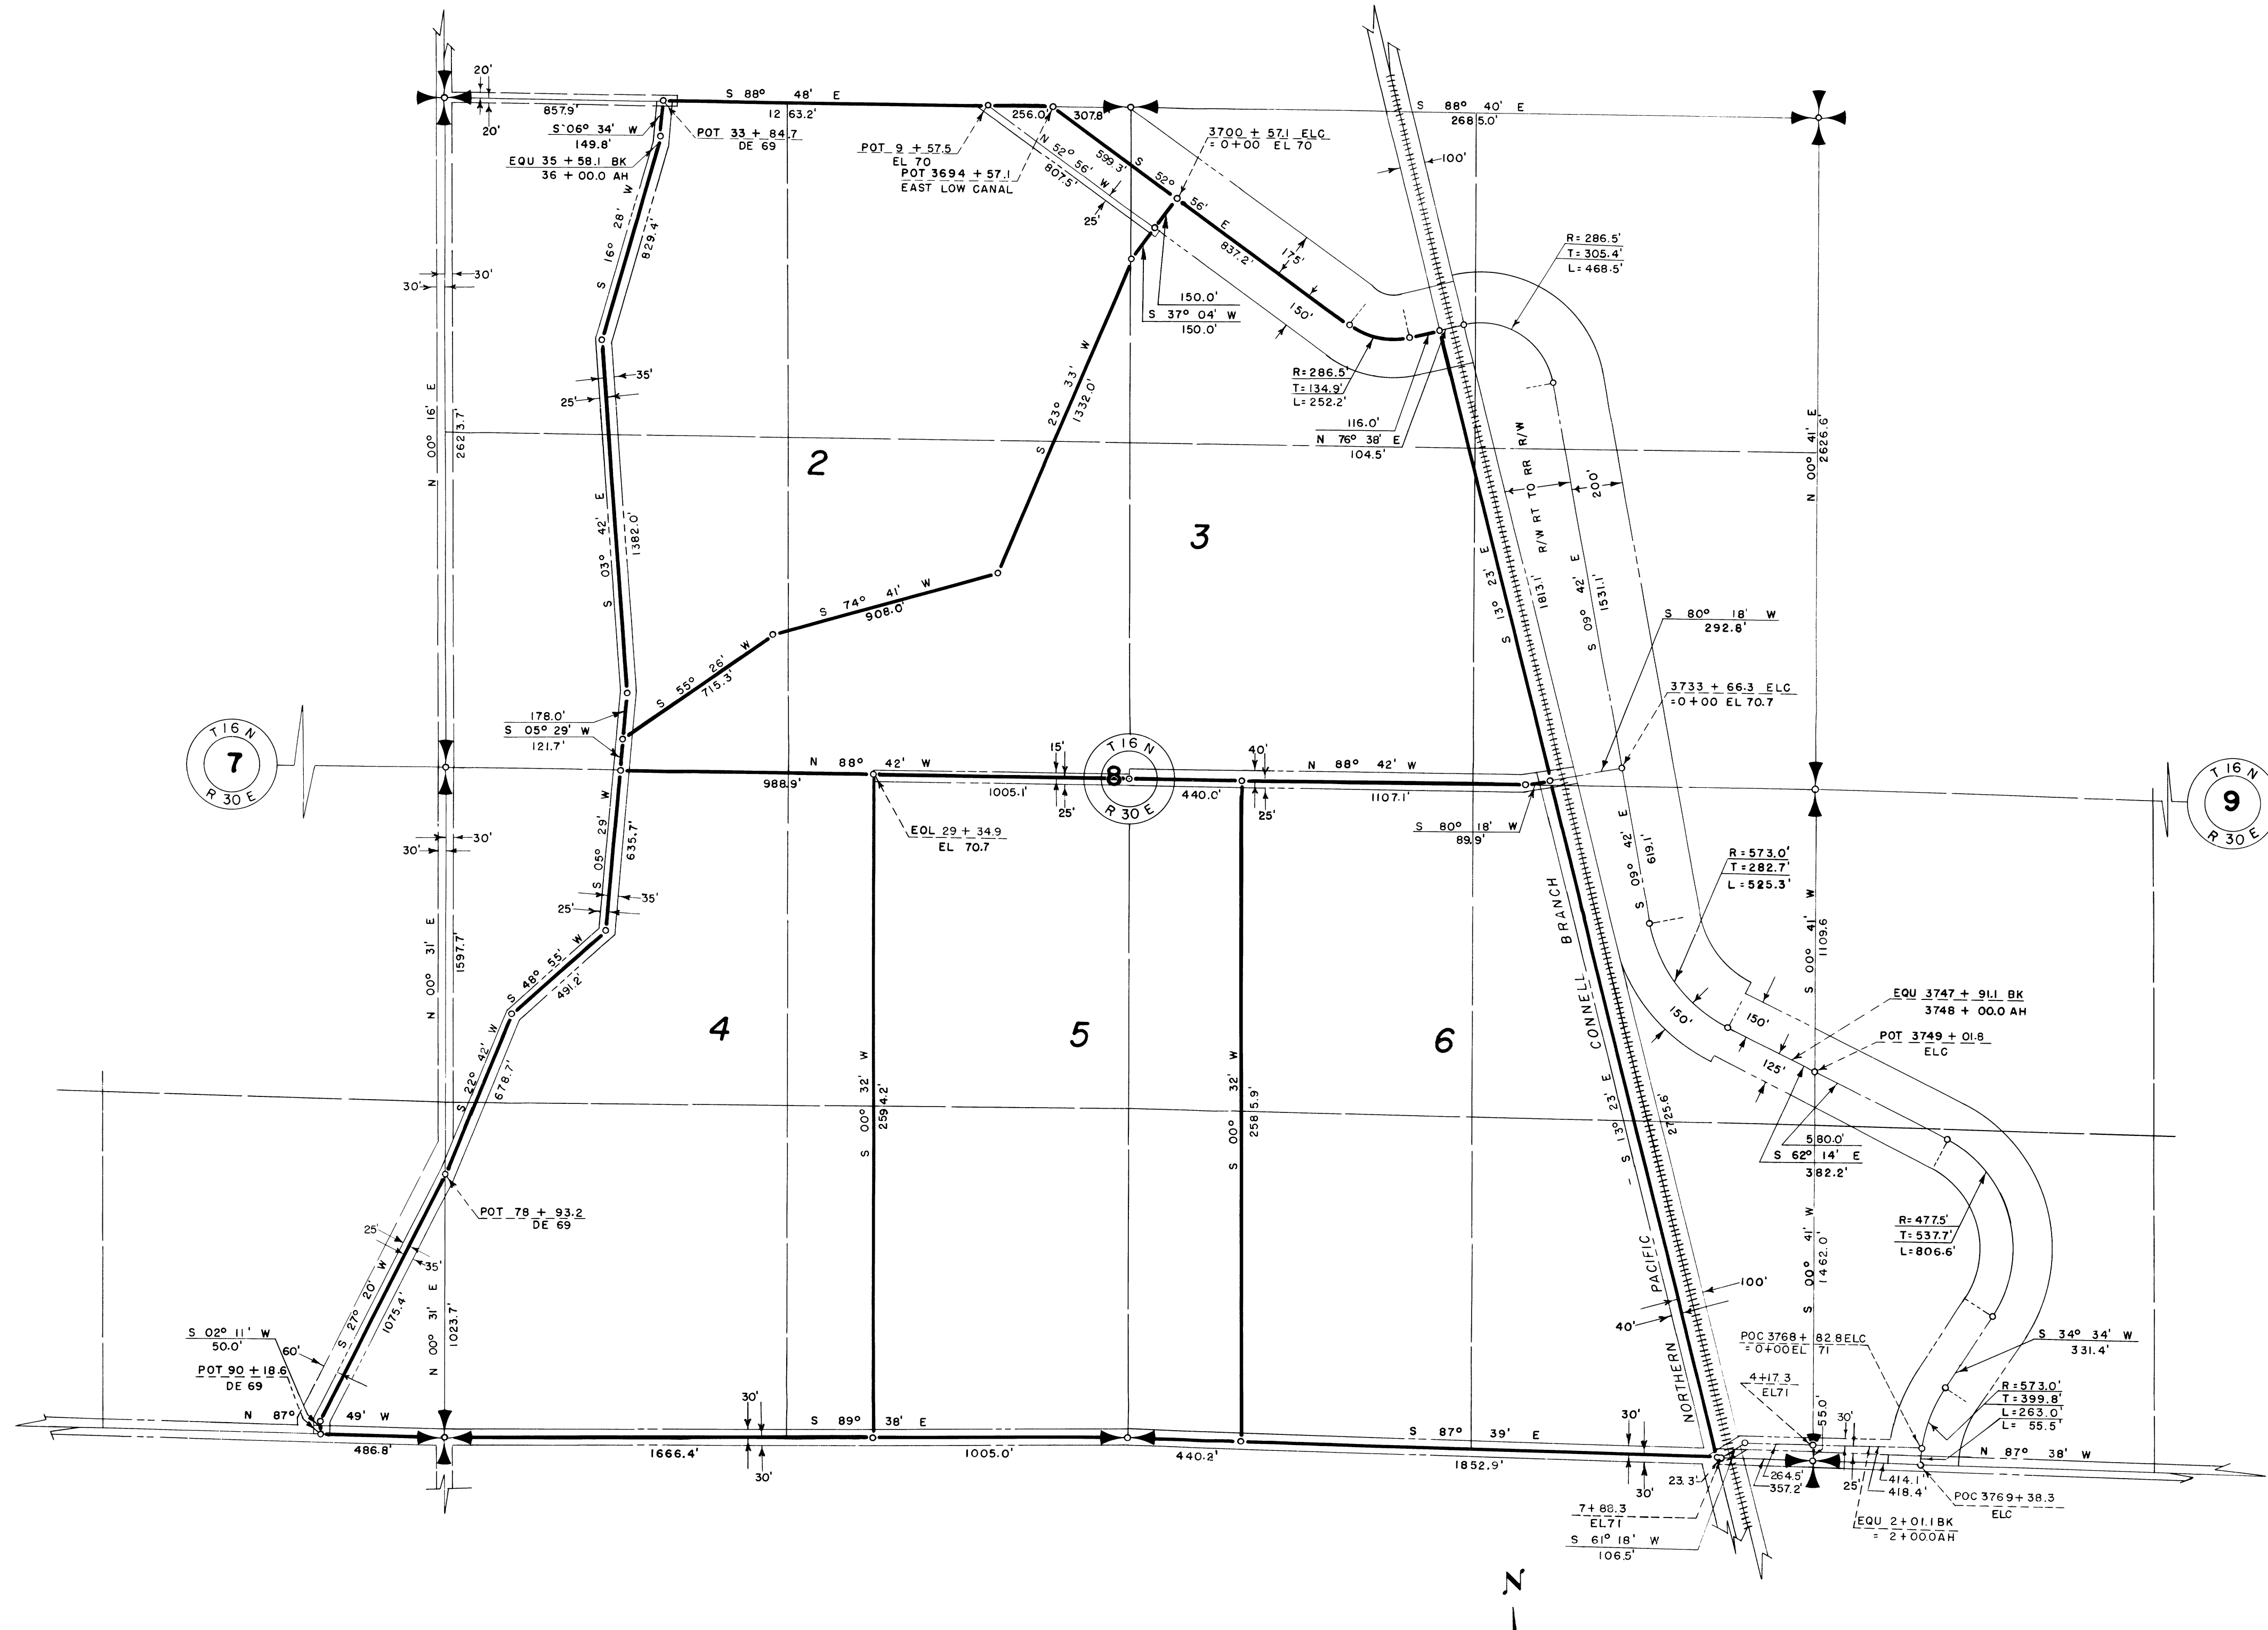 20'
20'
857.9'
S 06° 34' W
149.8'
EQU 35 + 58.1 BK
36 + 00.0 AH
S 88° 48' E
1263.2'
POT 33 + 84.7
DE 69
256.0'
307.8'
POT 9 + 57.5
EL 70
POT 3694 + 57.1
EAST LOW CANAL
N 52° 56' W
807.5'
25'
599.3'
S 52° 56' E
837.2'
3700 + 57.1 ELC
= 0+00 EL 70
S 88° 40' E
2685.0'
100'
175'
150'
R= 286.5'
T= 305.4'
L= 468.5'
150.0'
S 37° 04' W
150.0'
R= 286.5'
T= 134.9'
L= 252.2'
116.0'
N 76° 38' E
104.5'
S 16° 28' W
829.4'
30'
30'
N 00° 16' E
2623.7'
35'
25'
S 03° 42' E
1382.0'
2
S 23° 33' W
1332.0'
3
S 74° 41' W
908.0'
S 55° 26' W
715.3'
S 13° 23' E
1813.1'
R/W RT TO RR R/W
200'
S 09° 42' E
1531.1'
N 00° 41' E
2626.6'
S 80° 18' W
292.8'
3733 + 66.3 ELC
=0+00 EL 70.7
178.0'
S 05° 29' W
121.7'
T 16 N
7
R 30 E
N 88° 42' W
988.9'
1005.1'
15'
25'
T 16 N
8
R 30 E
440.0'
40'
25'
N 88° 42' W
1107.1'
S 80° 18' W
89.9'
EOL 29 + 34.9
EL 70.7
T 16 N
9
R 30 E
30'
30'
S 05° 29' W
635.7'
25'
35'
S 09° 42' E
619.1'
R= 573.0'
T= 282.7'
L= 525.3'
S 00° 41' W
1109.6
N 00° 31' E
1597.7'
S 48° 55' W
491.2'
S 22° 42' W
678.7'
4
5
6
S 00° 32' W
2594.2'
S 00° 32' W
2585.9'
NORTHERN PACIFIC - CONNELL BRANCH
S 13° 23' E
2725.6'
150'
150'
125'
EQU 3747 + 91.1 BK
3748 + 00.0 AH
POT 3749 + 01.8
ELC
580.0'
S 62° 14' E
382.2'
R= 477.5'
T= 537.7'
L= 806.6'
S 00° 41' W
1462.0'
POT 78 + 93.2
DE 69
25'
35'
S 27° 20' W
1075.4'
N 00° 31' E
1023.7'
S 02° 11' W
50.0'
60'
POT 90 + 18.6
DE 69
N 87° 49' W
486.8'
30'
30'
S 89° 38' E
1666.4'
1005.0'
440.2'
S 87° 39' E
1852.9'
30'
30'
100'
40'
POC 3768 + 82.8 ELC
= 0+00 EL 71
4+17.3
EL71
55.0'
30'
S 34° 34' W
331.4'
R= 573.0'
T= 399.8'
L= 263.0'
L= 55.5'
N 87° 38' W
23.3'
264.5'
357.2'
25'
414.1'
418.4'
7+88.3
EL71
S 61° 18' W
106.5'
EQU 2+01.1 BK
= 2+00.0 AH
POC 3769+38.3
ELC
N